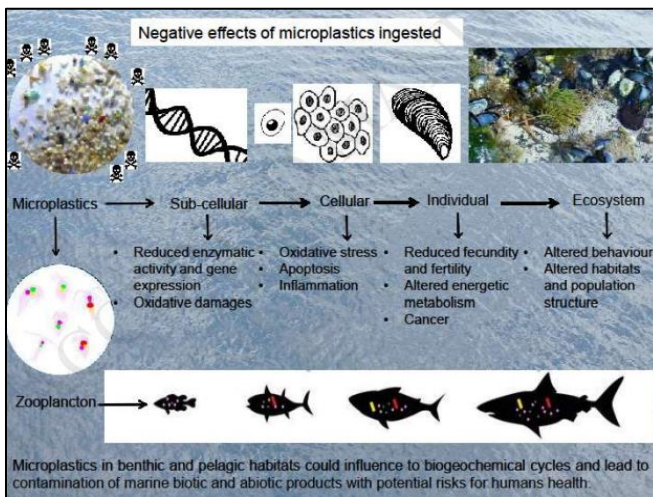 Negative effects of microplastics ingested
Microplastics
Sub-cellular
Cellular
Individual
Ecosystem
• Reduced enzymatic
activity and gene
expression
• Oxidative damages
• Oxidative stress
• Apoptosis
• Inflammation
• Reduced fecundity
and fertility
• Altered energetic
metabolism
• Cancer
• Altered behaviour
• Altered habitats
and population
structure
Zooplancton
Microplastics in benthic and pelagic habitats could influence to biogeochemical cycles and lead to
contamination of marine biotic and abiotic products with potential risks for humans health.